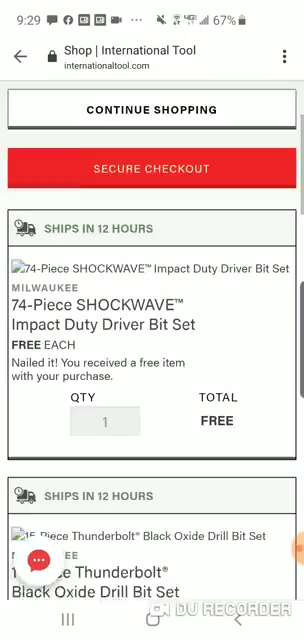 9:29
67%
Shop | International Tool
internationaltool.com
CONTINUE SHOPPING
SECURE CHECKOUT
SHIPS IN 12 HOURS
74-Piece SHOCKWAVE™ Impact Duty Driver Bit Set
MILWAUKEE
74-Piece SHOCKWAVE™
Impact Duty Driver Bit Set
FREE EACH
Nailed it! You received a free item
with your purchase.
QTY TOTAL
1 FREE
SHIPS IN 12 HOURS
Piece Thunderbolt® Black Oxide Drill Bit Set
Piece Thunderbolt®
Black Oxide Drill Bit Set
DU RECORDER